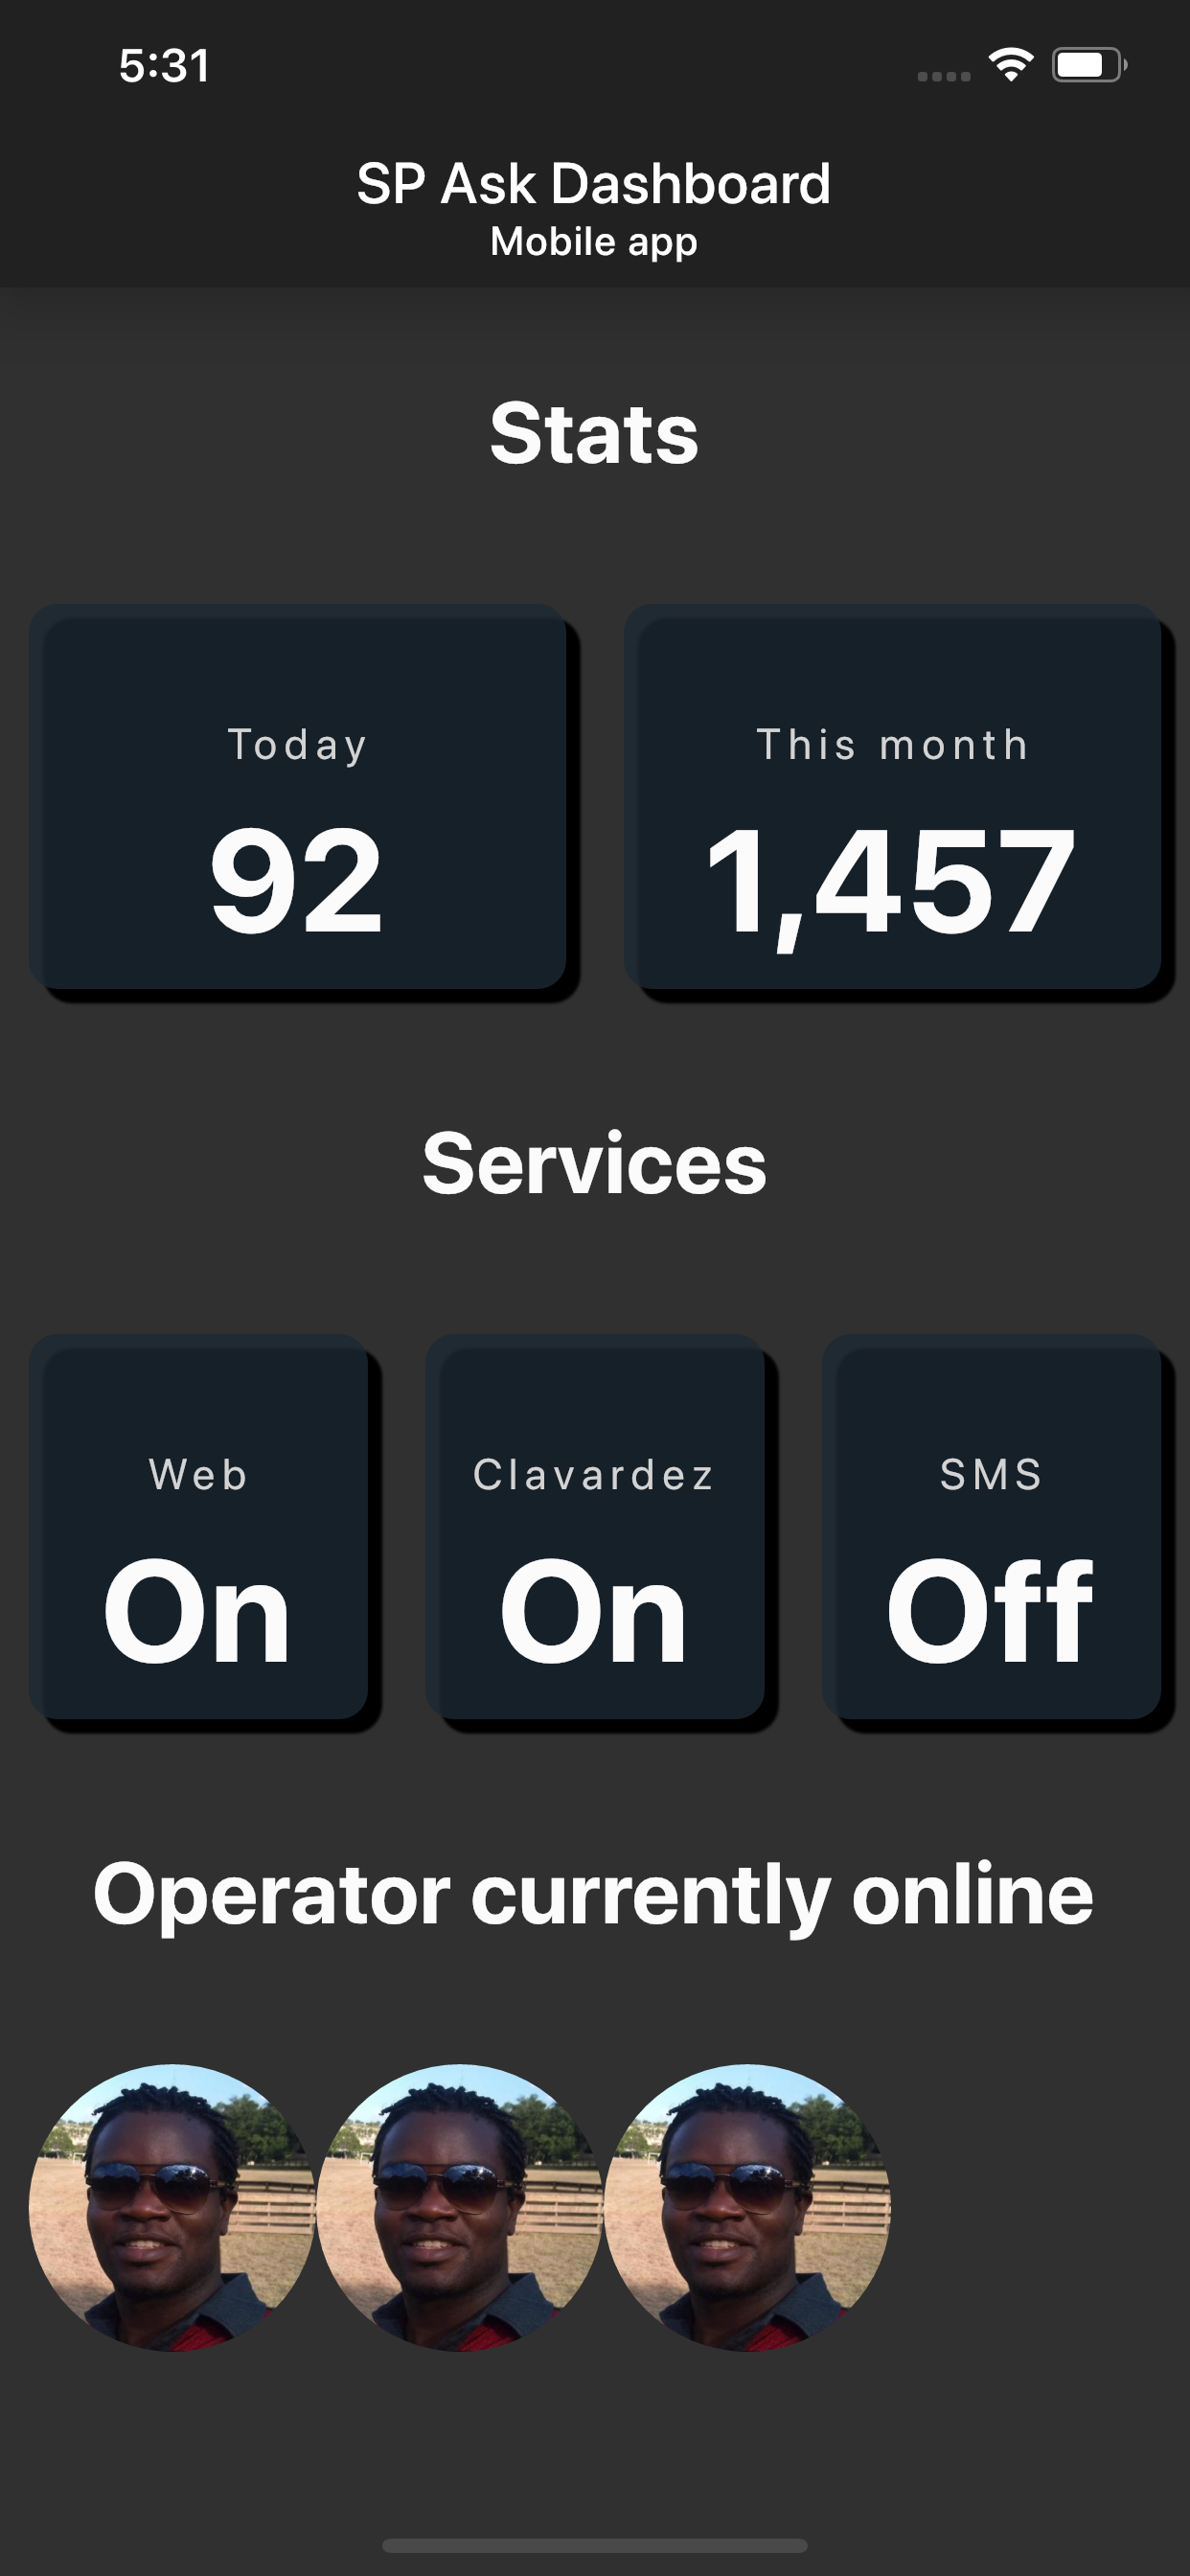 5:31
SP Ask Dashboard
Mobile app
Stats
Today
This month
92
1,457
Services
Web
Clavardez
SMS
On
On
Off
Operator currently online